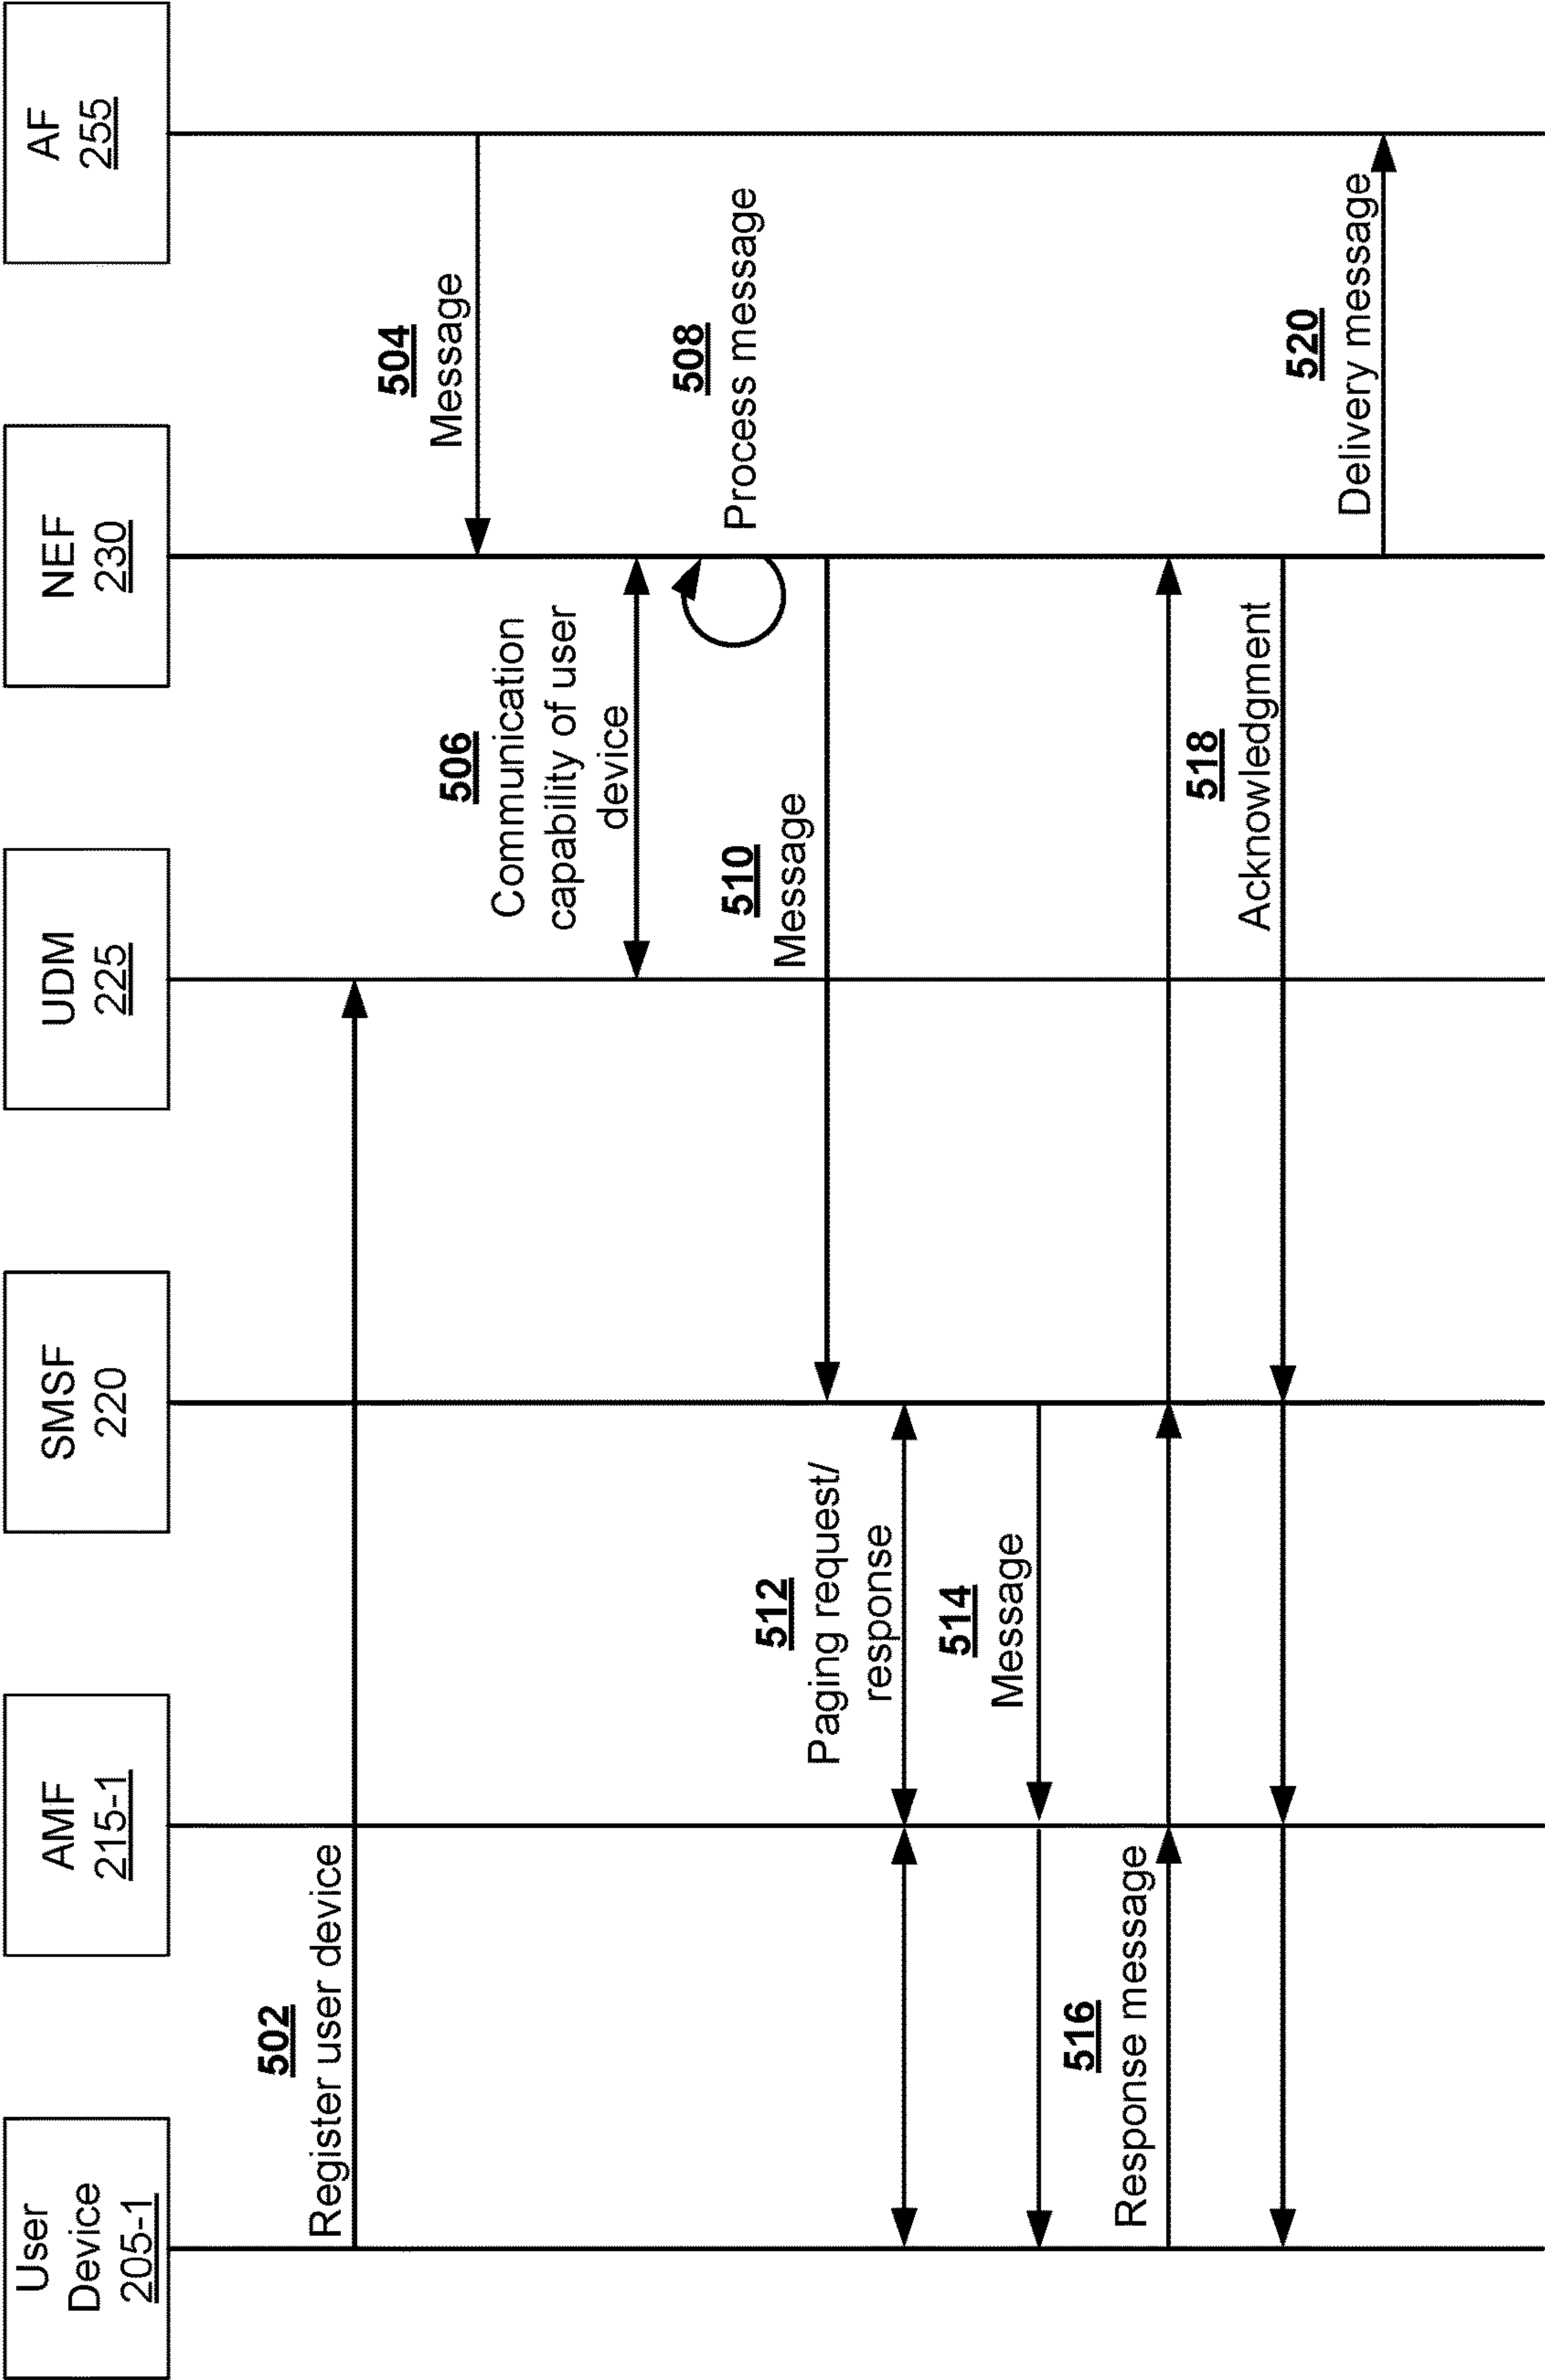 User
Device
205-1
AMF
215-1
SMSF
220
UDM
225
NEF
230
AF
255
502
Register user device
504
Message
506
Communication
capability of user
device
508
Process message
510
Message
512
Paging request/
response
514
Message
516
Response message
518
Acknowledgment
520
Delivery message